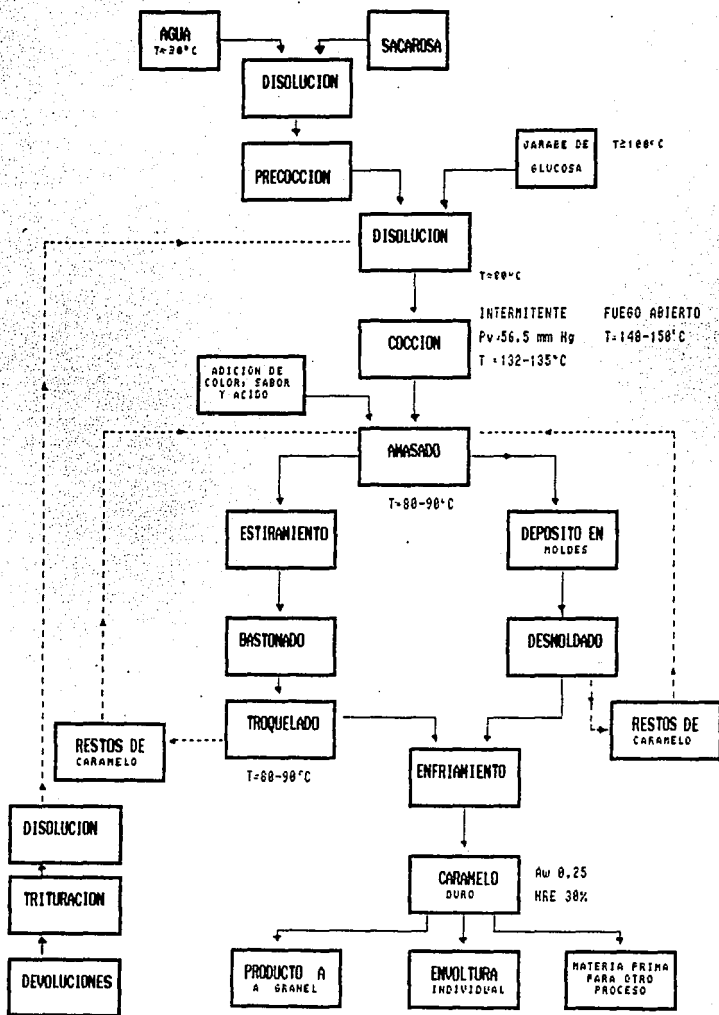 AGUA
T≈30°C
SACAROSA
DISOLUCION
PRECOCCION
JARABE DE
GLUCOSA
T≥100°C
DISOLUCION
T=80°C
COCCION
INTERMITENTE
Pv=56.5 mm Hg
T =132-135°C
FUEGO ABIERTO
T=148-150°C
ADICION DE
COLOR, SABOR
Y ACIDO
AMASADO
T=80-90°C
ESTIRAMIENTO
DEPOSITO EN
MOLDES
BASTONADO
DESMOLDADO
TROQUELADO
T=80-90°C
RESTOS DE
CARAMELO
RESTOS DE
CARAMELO
ENFRIAMIENTO
DISOLUCION
TRITURACION
DEVOLUCIONES
CARAMELO
DURO
Aw 0.25
HRE 30%
PRODUCTO A
A GRANEL
ENVOLTURA
INDIVIDUAL
MATERIA PRIMA
PARA OTRO
PROCESO